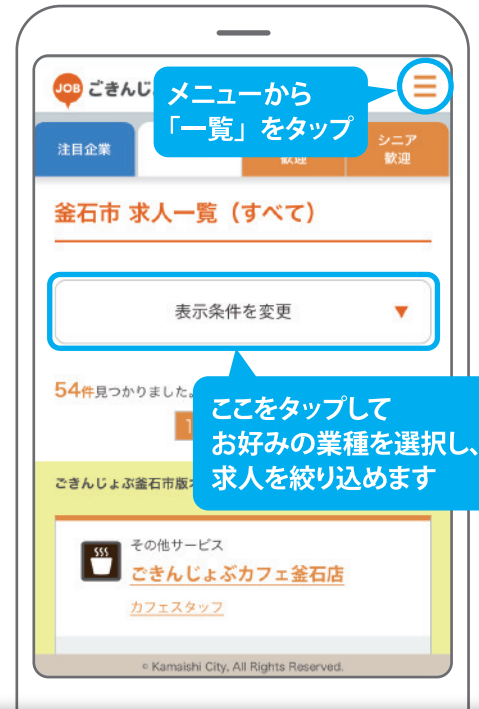 JOB ごきんじ
メニューから
「一覧」をタップ
注目企業
歓迎
シニア
歓迎
釜石市 求人一覧（すべて）
表示条件を変更 ▼
54件見つかりました。
1
ここをタップして
お好みの業種を選択し、
求人を絞り込めます
ごきんじょぶ釜石市版
その他サービス
ごきんじょぶカフェ釜石店
カフェスタッフ
© Kamaishi City, All Rights Reserved.